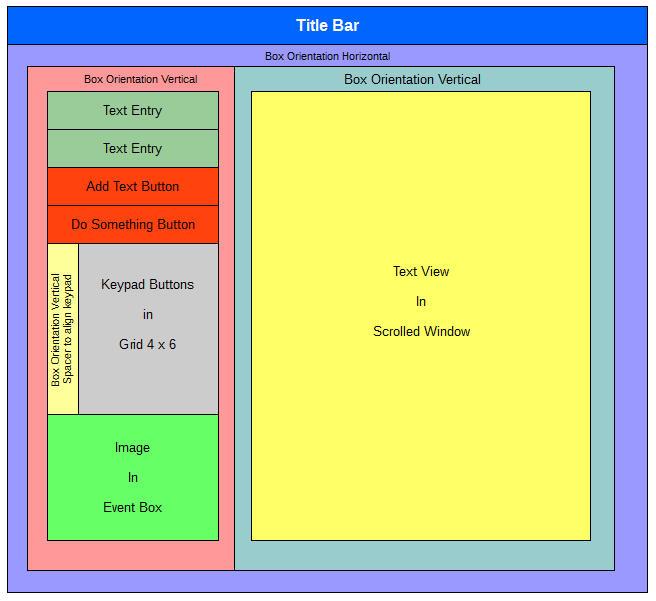 Title Bar
Box Orientation Horizontal
Box Orientation Vertical
Text Entry
Text Entry
Add Text Button
Do Something Button
Box Orientation Vertical
Spacer to align keypad
Keypad Buttons
in
Grid 4 x 6
Image
In
Event Box
Box Orientation Vertical
Text View
In
Scrolled Window